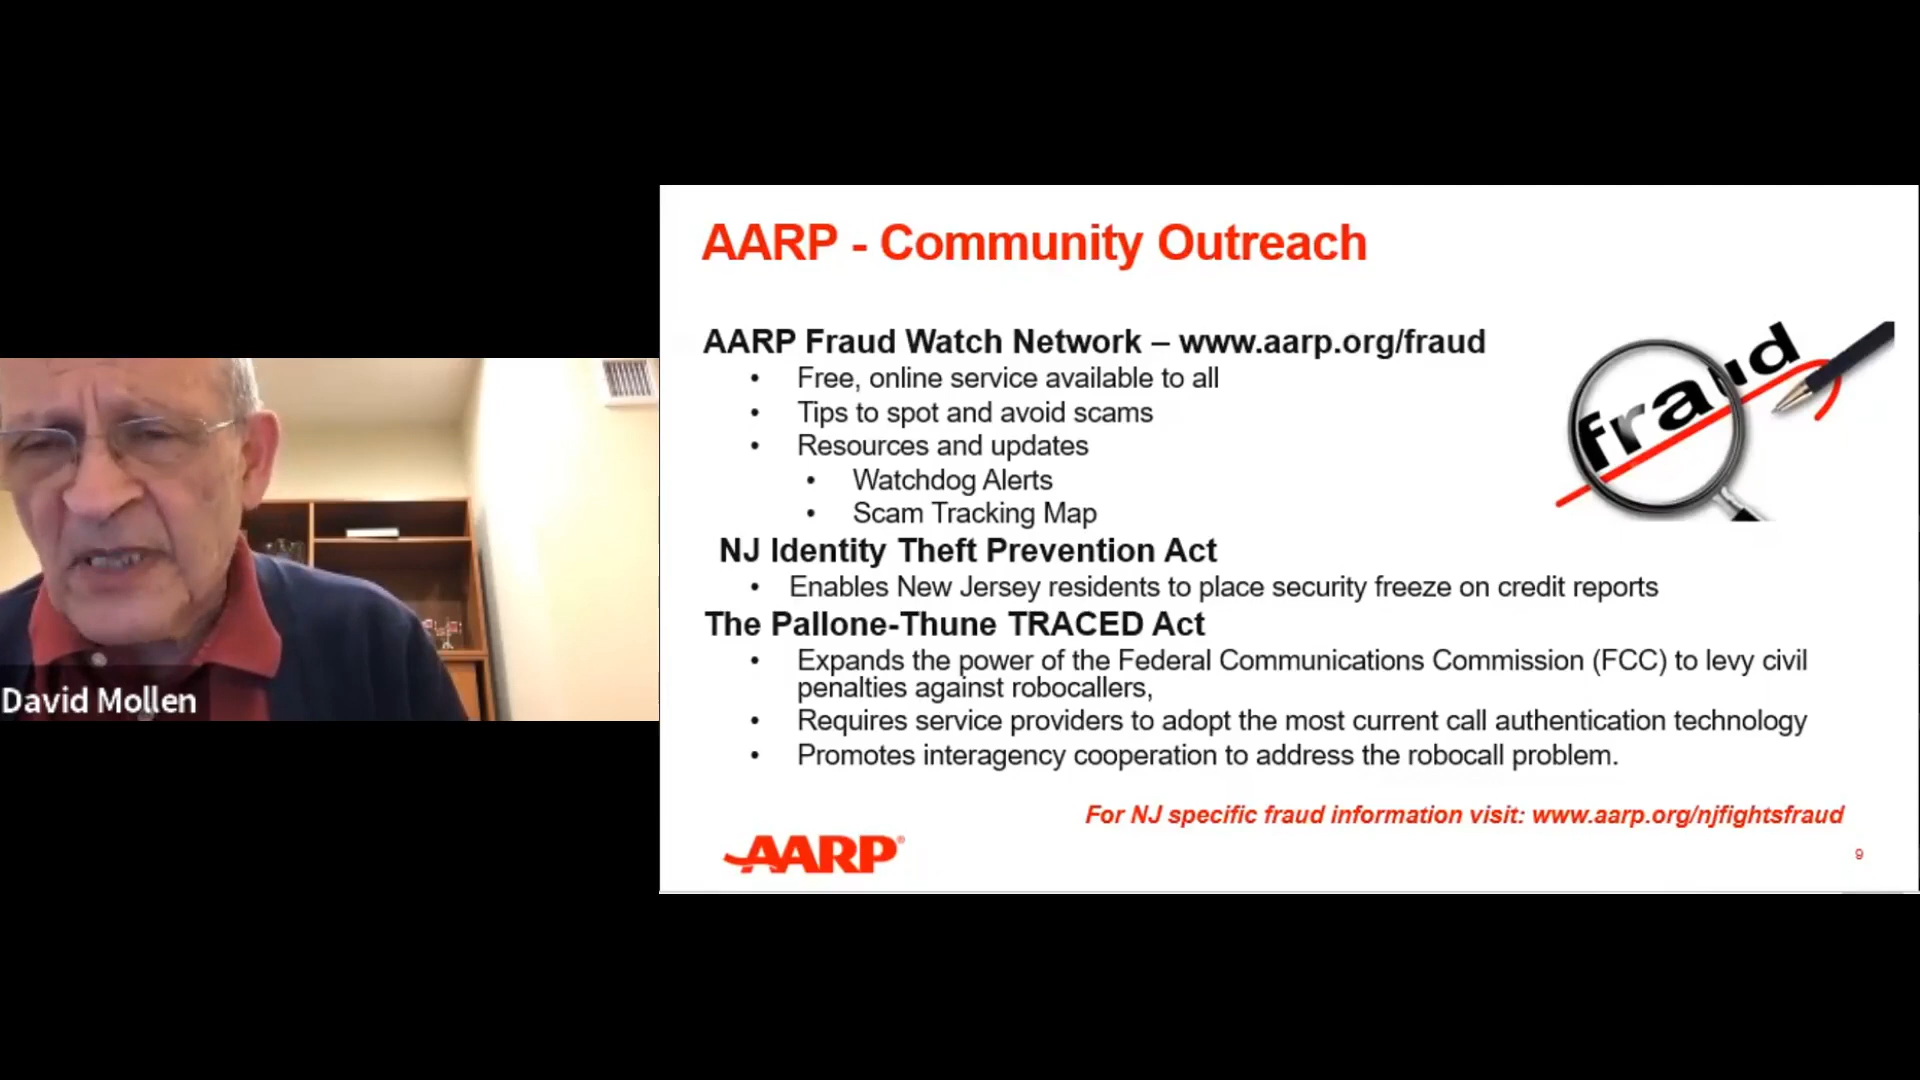 AARP - Community Outreach
AARP Fraud Watch Network – www.aarp.org/fraud
• Free, online service available to all
• Tips to spot and avoid scams
• Resources and updates
• Watchdog Alerts
• Scam Tracking Map
NJ Identity Theft Prevention Act
• Enables New Jersey residents to place security freeze on credit reports
The Pallone-Thune TRACED Act
• Expands the power of the Federal Communications Commission (FCC) to levy civil
penalties against robocallers,
• Requires service providers to adopt the most current call authentication technology
• Promotes interagency cooperation to address the robocall problem.
For NJ specific fraud information visit: www.aarp.org/njfightsfraud
AARP®
9
fraud
David Mollen